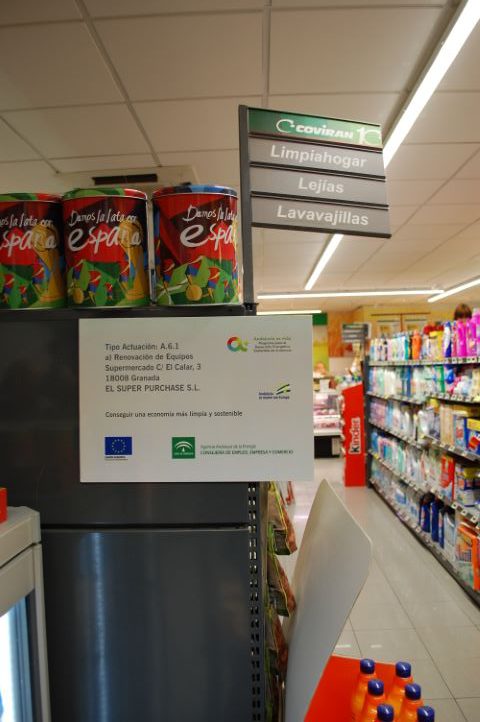 COVIRAN
Limpiahogar
Lejías
Lavavajillas
Damos la lata con
españa
Damos la lata con
españa
Damos la lata con
españa
Tipo Actuación: A.6.1
a) Renovación de Equipos
Supermercado C/ El Calar, 3
18008 Granada
EL SUPER PURCHASE S.L.
Conseguir una economía más limpia y sostenible
Agencia Andaluza de la Energía
CONSEJERÍA DE EMPLEO, EMPRESA Y COMERCIO
Kinder